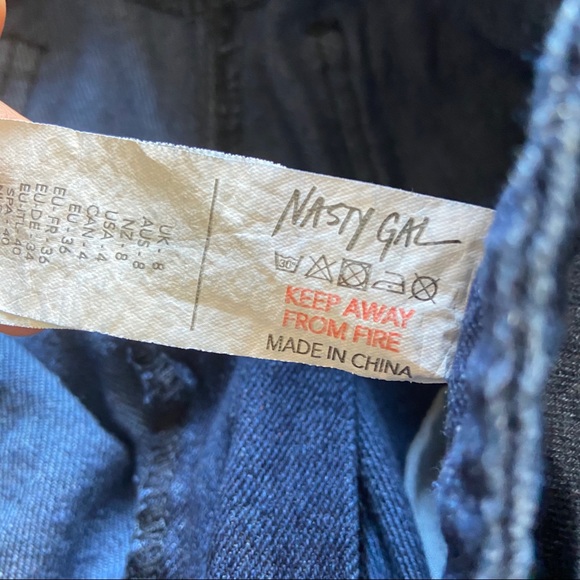 NASTY GAL
30
KEEP AWAY
FROM FIRE
MADE IN CHINA
UK - 8
AUS - 8
NZ - 8
USA - 4
CAN - 4
EU - 36
EU-FR - 36
EU-DE - 34
EU-IT - 40
SPA - 40